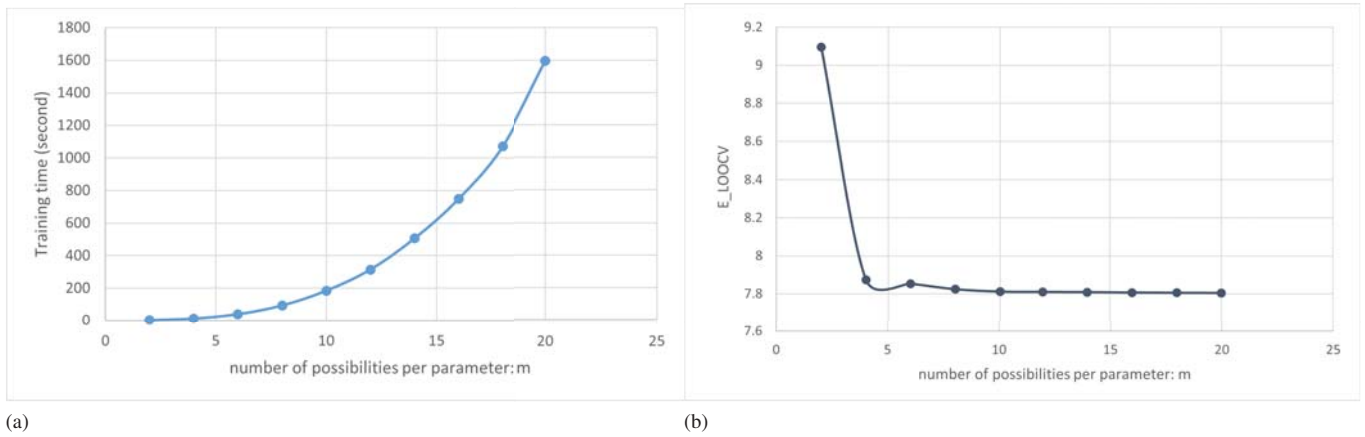 1800
1600
1400
1200
1000
800
600
400
200
0
Training time (second)
0 5 10 15 20 25
number of possibilities per parameter: m
(a)
9.2
9
8.8
8.6
8.4
8.2
8
7.8
7.6
E_LOOCV
0 5 10 15 20 25
number of possibilities per parameter: m
(b)